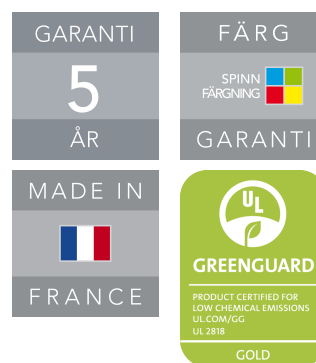 GARANTI
5
ÅR
FÄRG
SPINN
FÄRGNING
GARANTI
MADE IN
FRANCE
UL
GREENGUARD
PRODUCT CERTIFIED FOR
LOW CHEMICAL EMISSIONS
UL.COM/GG
UL 2818
GOLD